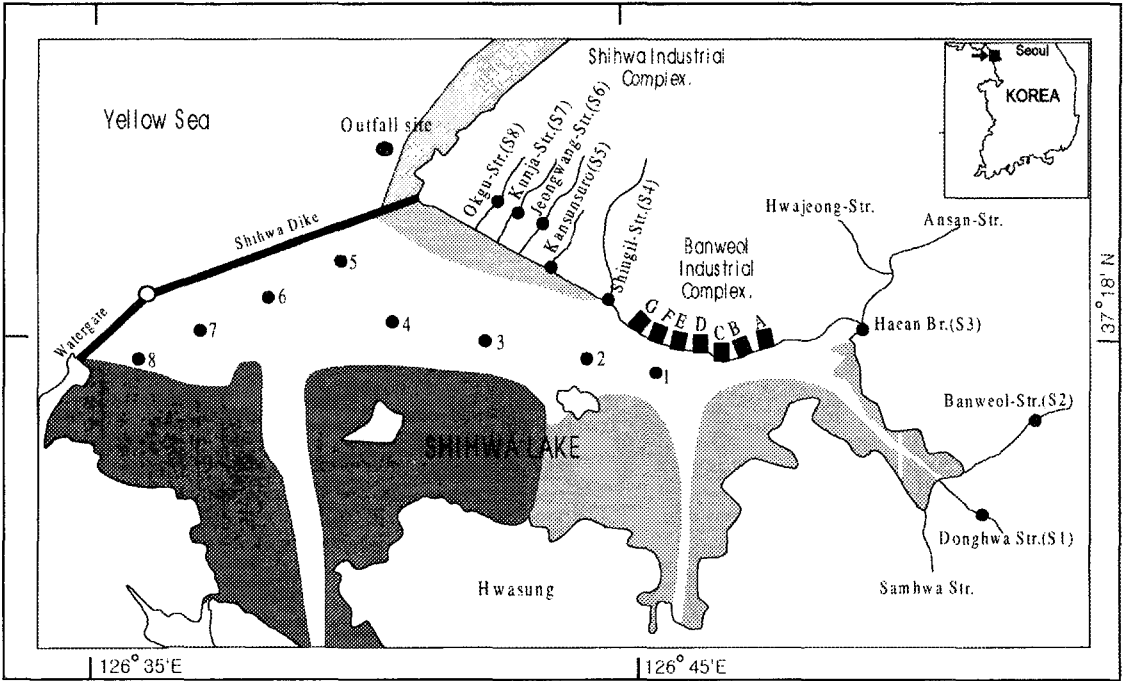 Shihwa Industrial
Complex.
Seoul
KOREA
Yellow Sea
Outfall site
Okgu-Str.(S8)
Kunja-Str.(S7)
Jeongwang-Str.(S6)
Kansunsuro(S5)
Shingil-Str.(S4)
Hwajeong-Str.
Ansan-Str.
Shihwa Dike
Banweol
Industrial
Complex.
37° 18' N
5
6
7
8
4
3
2
1
G
F
E
D
C
B
A
Haean Br.(S3)
Watergate
Banweol-Str.(S2)
SHIHWA LAKE
Donghwa Str.(S1)
Hwasung
Samhwa Str.
126° 35'E
126° 45'E